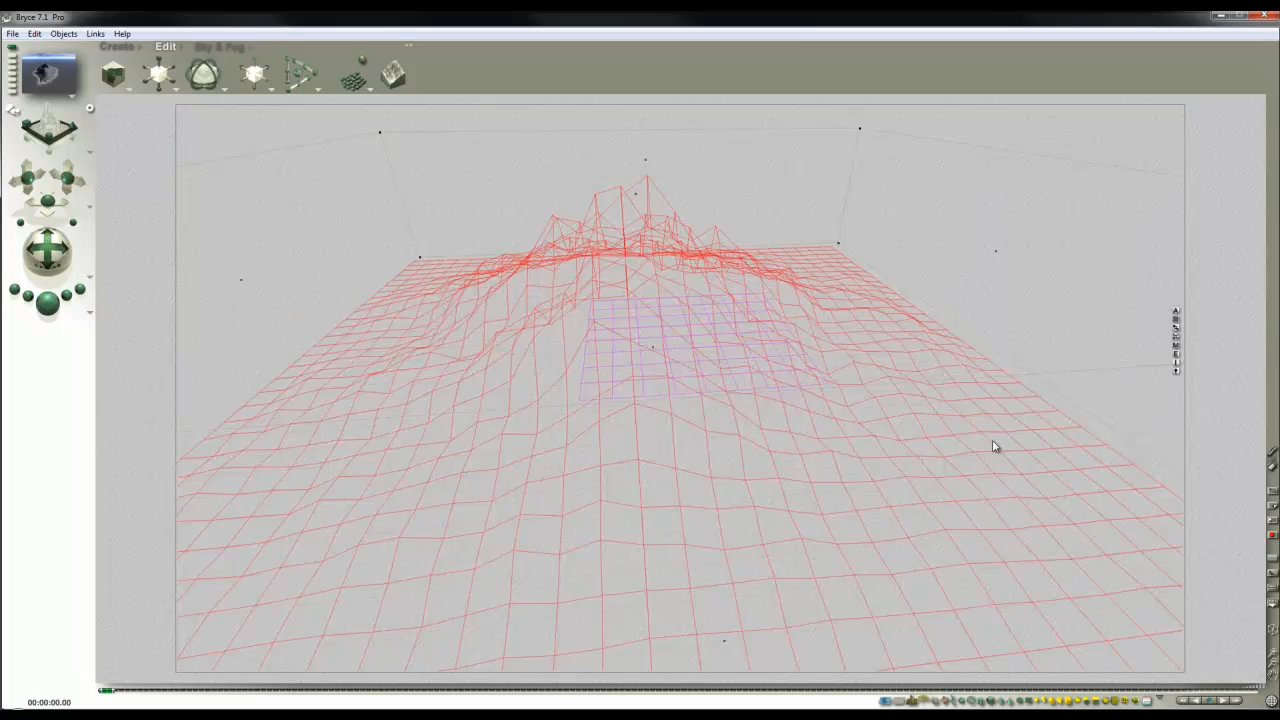 Bryce 7.1 Pro
File Edit Objects Links Help
Create Edit Sky & Fog
A
M
E
I
00:00:00.00